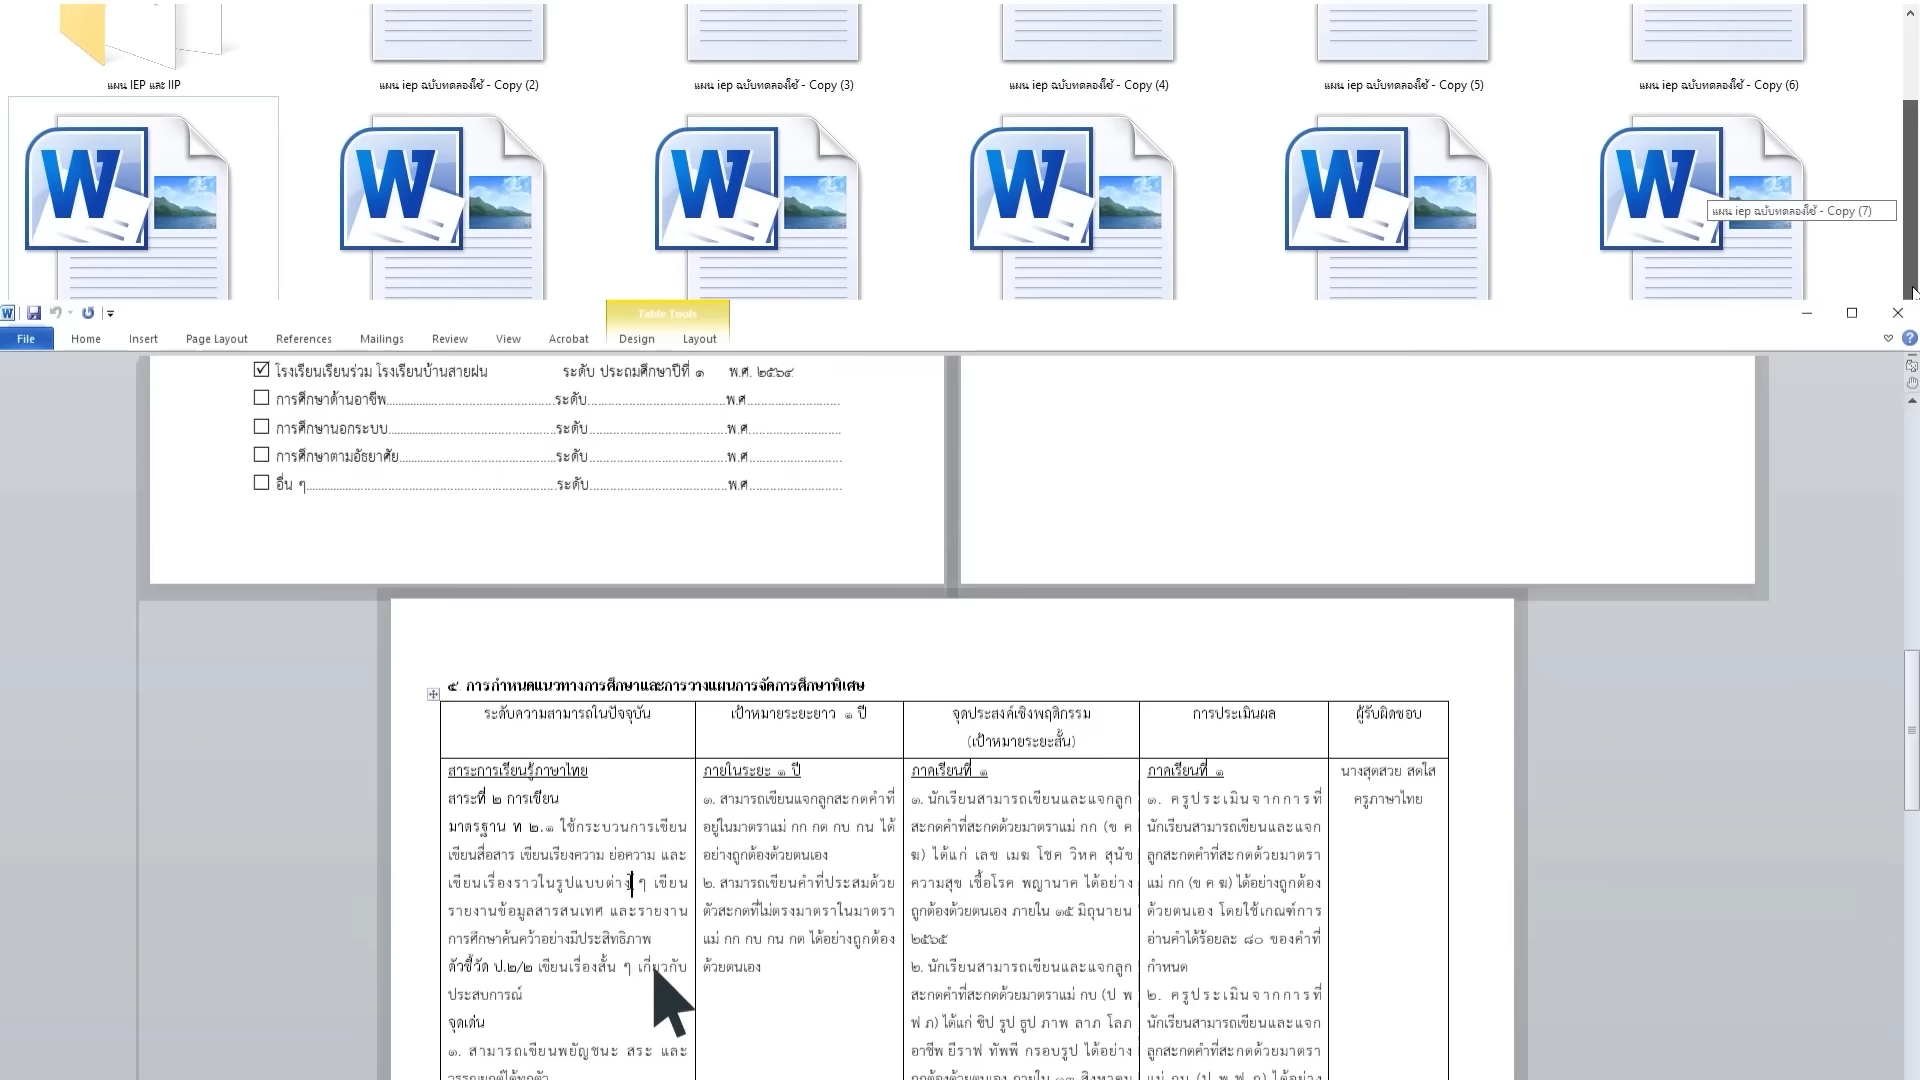 แผน IEP และ IIP
แผน iep ฉบับทดลองใช้ - Copy (2)
แผน iep ฉบับทดลองใช้ - Copy (3)
แผน iep ฉบับทดลองใช้ - Copy (4)
แผน iep ฉบับทดลองใช้ - Copy (5)
แผน iep ฉบับทดลองใช้ - Copy (6)
แผน iep ฉบับทดลองใช้ - Copy (7)
Table Tools
File Home Insert Page Layout References Mailings Review View Acrobat Design Layout
โรงเรียนเรียนร่วม โรงเรียนบ้านสายฝน ระดับ ประถมศึกษาปีที่ ๑ พ.ศ. ๒๕๖๔
การศึกษาด้านอาชีพ..........ระดับ..........พ.ศ..........
การศึกษานอกระบบ..........ระดับ..........พ.ศ..........
การศึกษาตามอัธยาศัย..........ระดับ..........พ.ศ..........
อื่น ๆ..........ระดับ..........พ.ศ..........
๕. การกำหนดแนวทางการศึกษาและการวางแผนการจัดการศึกษาพิเศษ
ระดับความสามารถในปัจจุบัน
เป้าหมายระยะยาว ๑ ปี
จุดประสงค์เชิงพฤติกรรม
(เป้าหมายระยะสั้น)
การประเมินผล
ผู้รับผิดชอบ
สาระการเรียนรู้ภาษาไทย
สาระที่ ๒ การเขียน
มาตรฐาน ท ๒.๑ ใช้กระบวนการเขียน
เขียนสื่อสาร เขียนเรียงความ ย่อความ และ
เขียนเรื่องราวในรูปแบบต่าง ๆ เขียน
รายงานข้อมูลสารสนเทศ และรายงาน
การศึกษาค้นคว้าอย่างมีประสิทธิภาพ
ตัวชี้วัด ป.๒/๒ เขียนเรื่องสั้น ๆ เกี่ยวกับ
ประสบการณ์
จุดเด่น
๑. สามารถเขียนพยัญชนะ สระ และ
วรรณยุกต์ได้ทุกตัว
ภายในระยะ ๑ ปี
๑. สามารถเขียนแจกลูกสะกดคำที่
อยู่ในมาตราแม่ กก กด กบ กน ได้
อย่างถูกต้องด้วยตนเอง
๒. สามารถเขียนคำที่ประสมด้วย
ตัวสะกดที่ไม่ตรงมาตราในมาตรา
แม่ กก กบ กน กด ได้อย่างถูกต้อง
ด้วยตนเอง
ภาคเรียนที่ ๑
๑. นักเรียนสามารถเขียนและแจกลูก
สะกดคำที่สะกดด้วยมาตราแม่ กก (ข ค
ฆ) ได้แก่ เลข เมฆ โชค วิหค สุนัข
ความสุข เชื้อโรค พญานาค ได้อย่าง
ถูกต้องด้วยตนเอง ภายใน ๑๕ มิถุนายน
๒๕๖๕
๒. นักเรียนสามารถเขียนและแจกลูก
สะกดคำที่สะกดด้วยมาตราแม่ กบ (ป พ
ฟ ภ) ได้แก่ ซิป รูป ธูป ภาพ ลาภ โลภ
อาชีพ ยีราฟ ทัพพี กรอบรูป ได้อย่าง
ภาคเรียนที่ ๑
๑. ครูประเมินจากการที่
นักเรียนสามารถเขียนและแจก
ลูกสะกดคำที่สะกดด้วยมาตรา
แม่ กก (ข ค ฆ) ได้อย่างถูกต้อง
ด้วยตนเอง โดยใช้เกณฑ์การ
อ่านคำได้ร้อยละ ๘๐ ของคำที่
กำหนด
๒. ครูประเมินจากการที่
นักเรียนสามารถเขียนและแจก
ลูกสะกดคำที่สะกดด้วยมาตรา
นางสุดสวย สดใส
ครูภาษาไทย